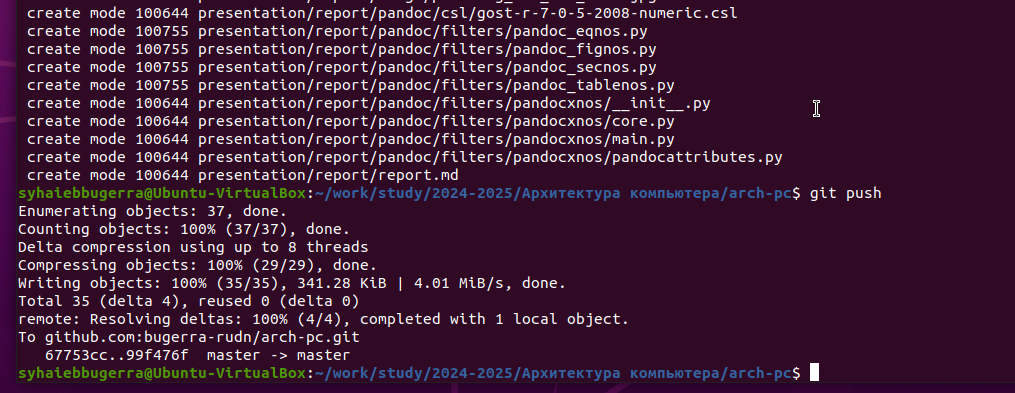 create mode 100644 presentation/report/pandoc/csl/gost-r-7-0-5-2008-numeric.csl
create mode 100755 presentation/report/pandoc/filters/pandoc_eqnos.py
create mode 100755 presentation/report/pandoc/filters/pandoc_fignos.py
create mode 100755 presentation/report/pandoc/filters/pandoc_secnos.py
create mode 100755 presentation/report/pandoc/filters/pandoc_tablenos.py
create mode 100644 presentation/report/pandoc/filters/pandocxnos/__init__.py
create mode 100644 presentation/report/pandoc/filters/pandocxnos/core.py
create mode 100644 presentation/report/pandoc/filters/pandocxnos/main.py
create mode 100644 presentation/report/pandoc/filters/pandocxnos/pandocattributes.py
create mode 100644 presentation/report/report.md
syhaiebbugerra@Ubuntu-VirtualBox:~/work/study/2024-2025/Архитектура компьютера/arch-pc$ git push
Enumerating objects: 37, done.
Counting objects: 100% (37/37), done.
Delta compression using up to 8 threads
Compressing objects: 100% (29/29), done.
Writing objects: 100% (35/35), 341.28 KiB | 4.01 MiB/s, done.
Total 35 (delta 4), reused 0 (delta 0)
remote: Resolving deltas: 100% (4/4), completed with 1 local object.
To github.com:bugerra-rudn/arch-pc.git
67753cc..99f476f master -> master
syhaiebbugerra@Ubuntu-VirtualBox:~/work/study/2024-2025/Архитектура компьютера/arch-pc$